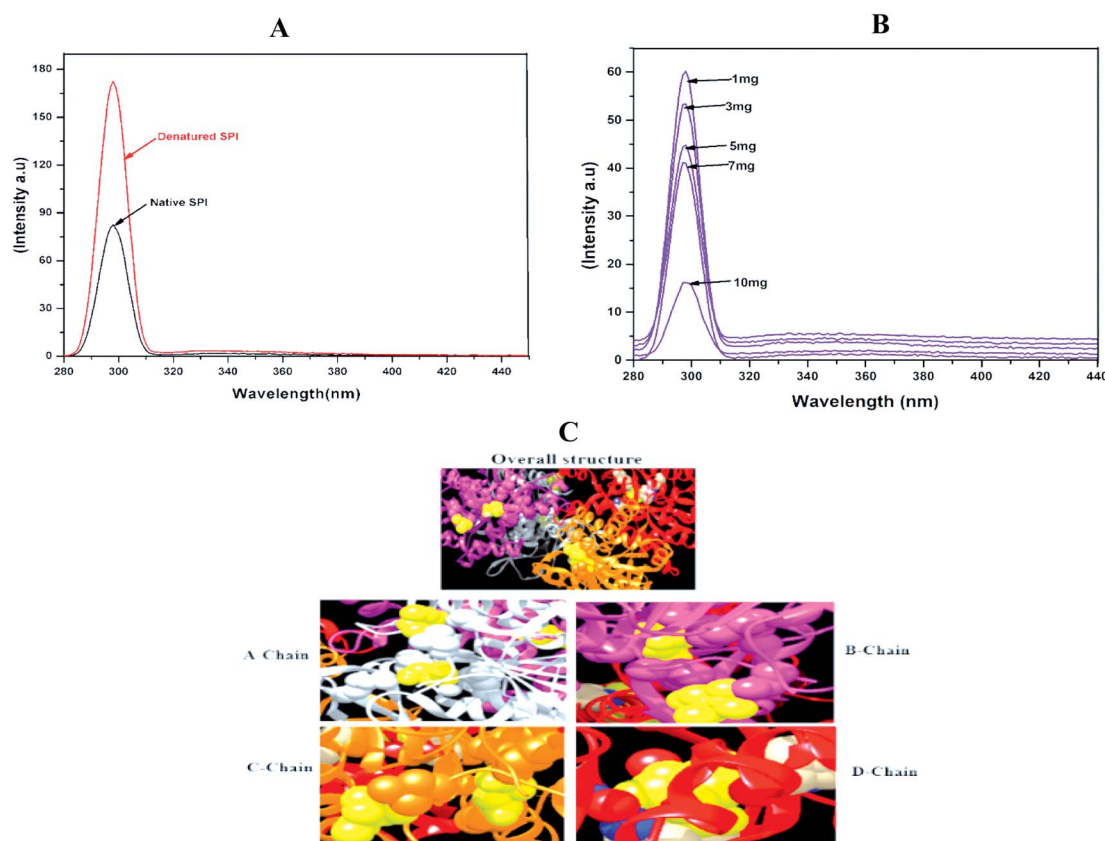 A
(Intensity a.u)
180
150
120
90
60
30
0
Denatured SPI
Native SPI
280 300 320 340 360 380 400 420 440
Wavelength(nm)
B
(Intensity a.u)
60
50
40
30
20
10
0
1mg
3mg
5mg
7mg
10mg
280 300 320 340 360 380 400 420 440
Wavelength (nm)
C
Overall structure
A-Chain
B-Chain
C-Chain
D-Chain